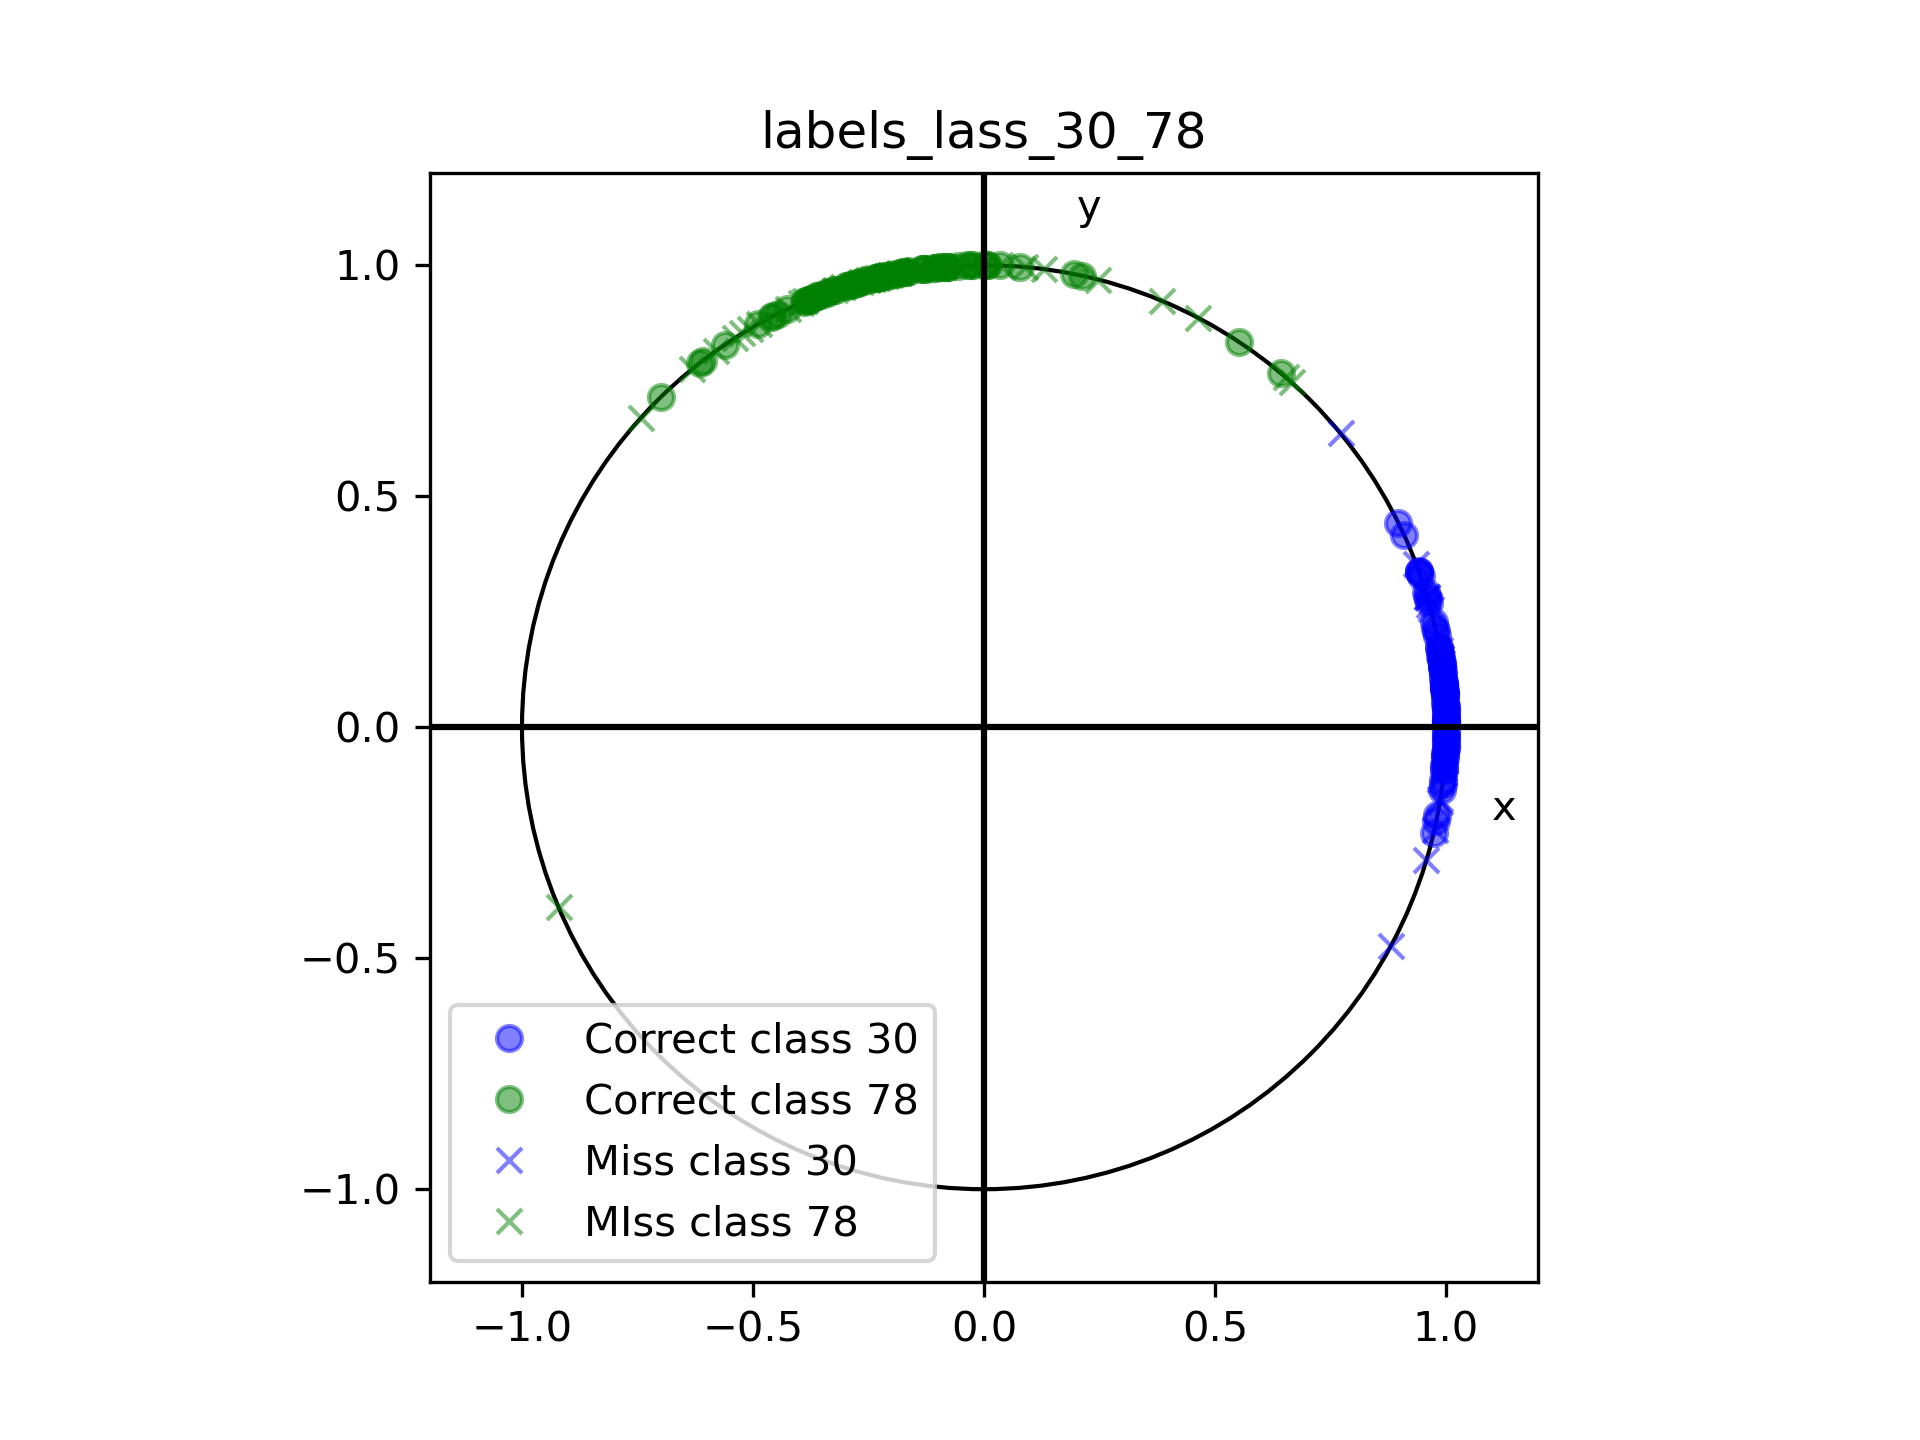 labels_lass_30_78
y
1.0
0.5
0.0
x
−0.5
−1.0
Correct class 30
Correct class 78
Miss class 30
MIss class 78
−1.0 −0.5 0.0 0.5 1.0